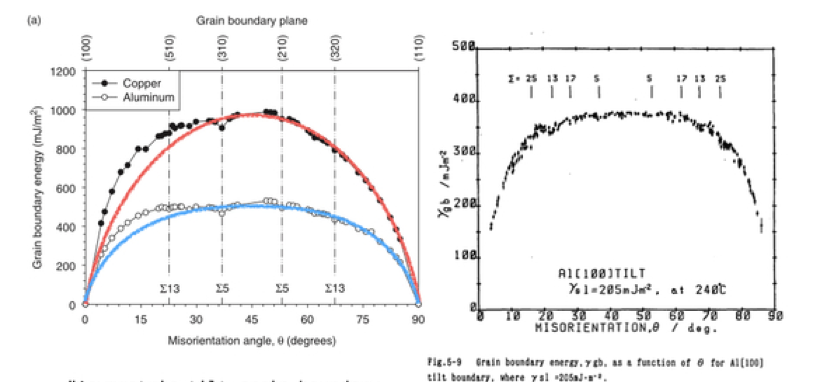 (a)
Grain boundary plane
(100)
(510)
(310)
(210)
(320)
(110)
Grain boundary energy (mJ/m²)
1200
1000
800
600
400
200
0
Copper
Aluminum
Σ13
Σ5
Σ5
Σ13
0
15
30
45
60
75
90
Misorientation angle, θ (degrees)
500
400
300
200
100
0
γgb /mJm⁻²
Σ= 25 13 17 5 5 17 13 25
Al[100]TILT
γsl=205mJm⁻², at 240℃
0 10 20 30 40 50 60 70 80 90
MISORIENTATION,θ / deg.
Fig.5-9 Grain boundary energy, γ gb, as a function of θ for Al[100]
tilt boundary, where γ sl =205mJ·m⁻².